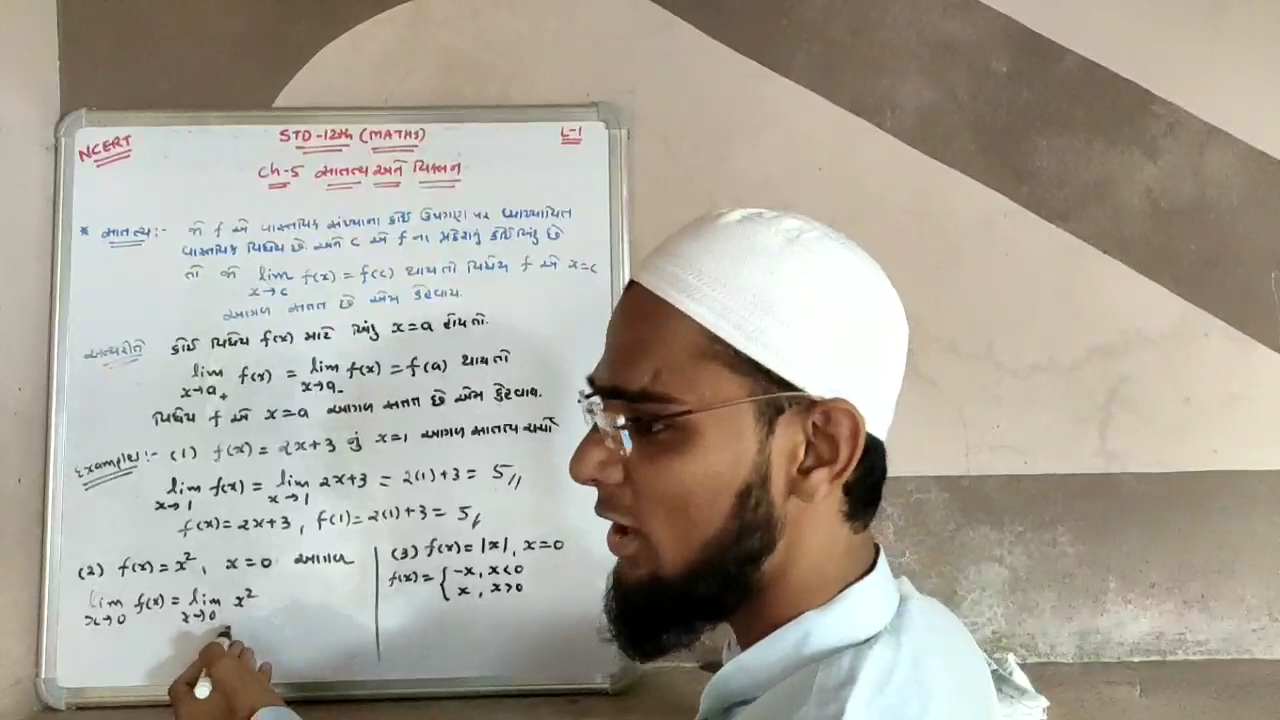 NCERT
STD-12th (MATHS)
L-1
Ch-5 સાતત્ય અને વિકલન
* સાતત્ય:- જો f એ વાસ્તવિક સંખ્યાના કોઈ ઉપગણ પર વ્યાખ્યાયિત
વાસ્તવિક વિધેય છે. અને c એ f ના પ્રદેશનું કોઈ બિંદુ છે
તો જો lim f(x) = f(c) થાય તો વિધેય f એ x=c
x→c
આગળ સતત છે એમ કહેવાય.
અન્યરીતે કોઈ વિધેય f(x) માટે બિંદુ x=a હોય તો.
lim f(x) = lim f(x) = f(a) થાય તો
x→a+ x→a-
વિધેય f એ x=a આગળ સતત છે એમ કહેવાય.
Examples:- (1) f(x) = 2x+3 નું x=1 આગળ સાતત્ય ચર્ચો
lim f(x) = lim 2x+3 = 2(1)+3 = 5,,
x→1 x→1
f(x)=2x+3, f(1)=2(1)+3= 5,
(2) f(x)=x², x=0 આગળ
lim f(x) = lim x²
x→0 x→0
(3) f(x)=|x|, x=0
f(x)= { -x, x<0
x, x>0